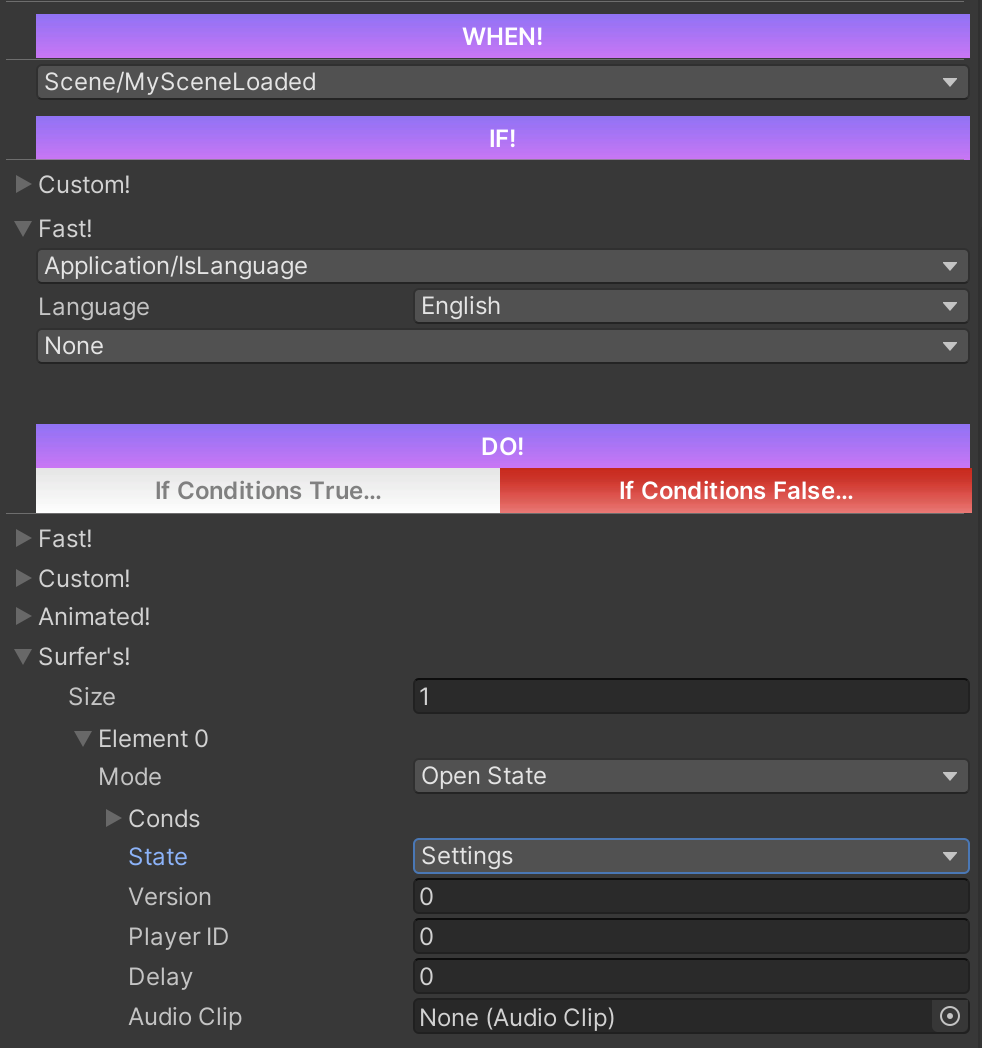 WHEN!
Scene/MySceneLoaded
IF!
Custom!
Fast!
Application/IsLanguage
Language English
None
DO!
If Conditions True... If Conditions False...
Fast!
Custom!
Animated!
Surfer's!
Size 1
Element 0
Mode Open State
Conds
State Settings
Version 0
Player ID 0
Delay 0
Audio Clip None (Audio Clip)